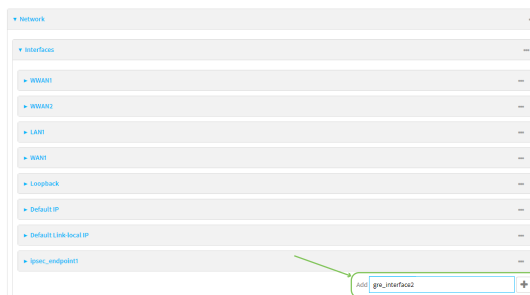 Network
Interfaces
WWAN1
WWAN2
LAN1
WAN1
Loopback
Default IP
Default Link-local IP
ipsec_endpoint1
Add gre_interface2